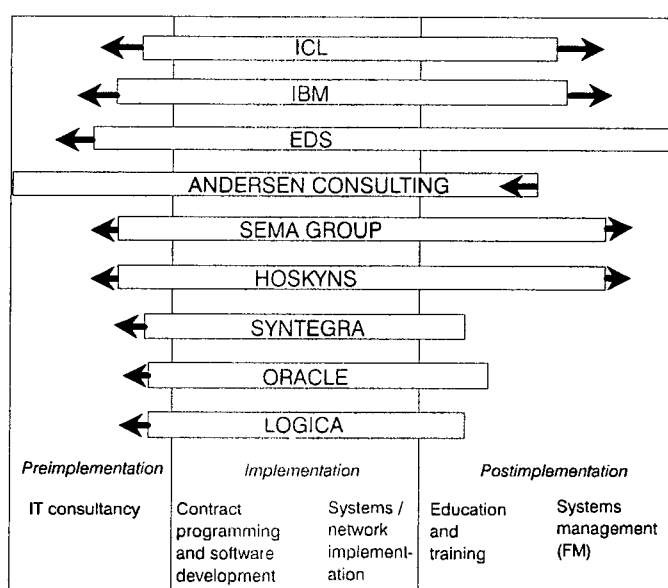 ICL
IBM
EDS
ANDERSEN CONSULTING
SEMA GROUP
HOSKYNS
SYNTEGRA
ORACLE
LOGICA
Preimplementation
Implementation
Postimplementation
IT consultancy
Contract
programming
and software
development
Systems /
network
implement-
ation
Education
and
training
Systems
management
(FM)